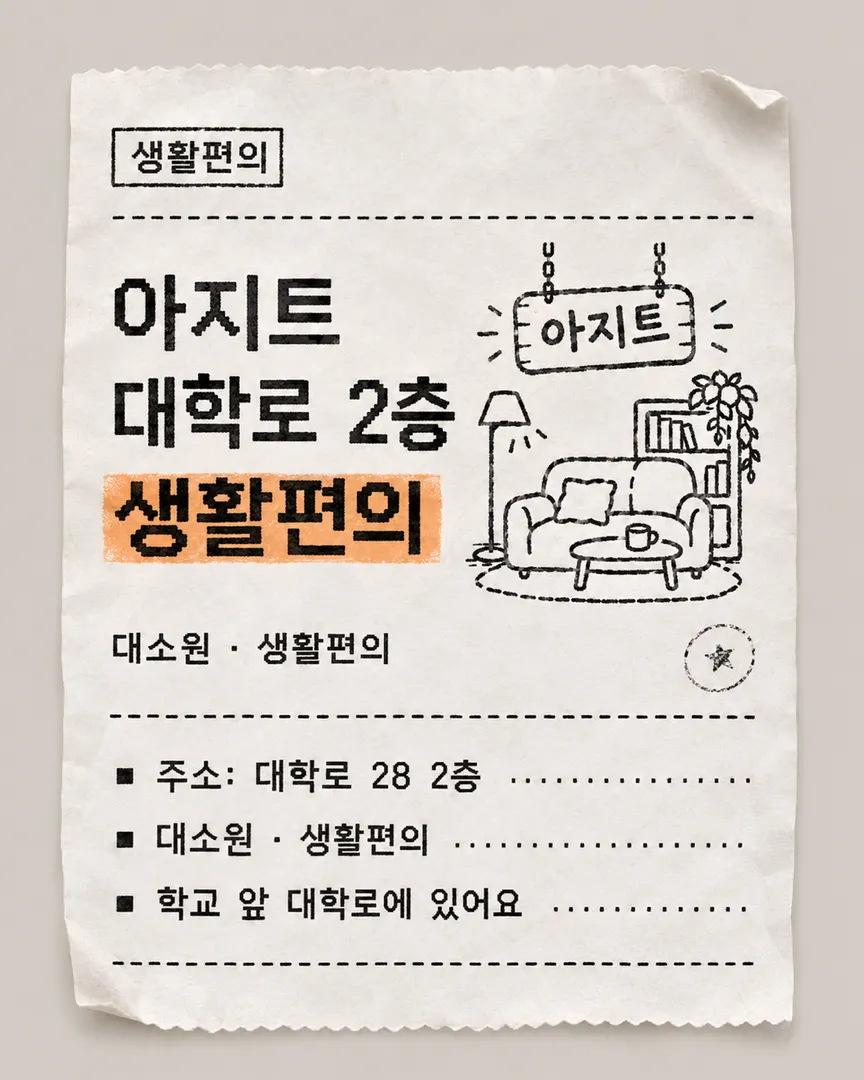 생활편의
아지트
대학로 2층
생활편의
아지트
대소원 · 생활편의
■ 주소: 대학로 28 2층
■ 대소원 · 생활편의
■ 학교 앞 대학로에 있어요